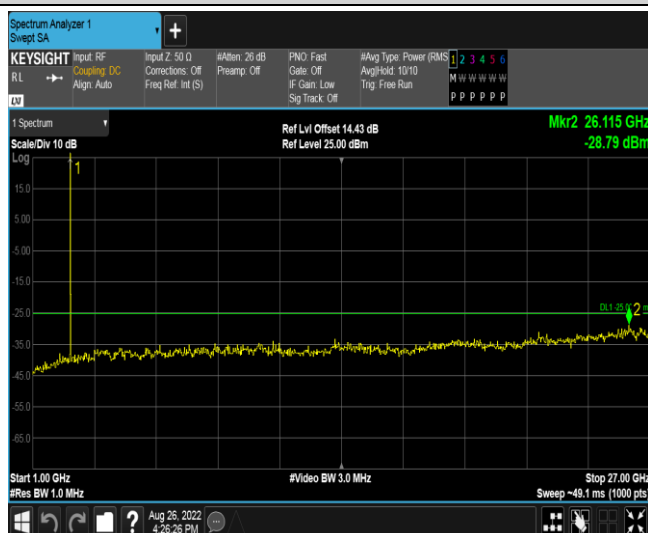 Spectrum Analyzer 1
Swept SA
+
KEYSIGHT
RL
LXI
Input: RF
Coupling: DC
Align: Auto
Input Z: 50 Ω
Corrections: Off
Freq Ref: Int (S)
#Atten: 26 dB
Preamp: Off
PNO: Fast
Gate: Off
IF Gain: Low
Sig Track: Off
#Avg Type: Power (RMS
Avg|Hold: 10/10
Trig: Free Run
1 2 3 4 5 6
M W W W W W
P P P P P P
1 Spectrum
Scale/Div 10 dB
Ref Lvl Offset 14.43 dB
Ref Level 25.00 dBm
Mkr2 26.115 GHz
-28.79 dBm
Log
1
15.0
5.00
-5.00
-15.0
DL1 -25.0
2
-25.0
-35.0
-45.0
-55.0
-65.0
Start 1.00 GHz
#Video BW 3.0 MHz
Stop 27.00 GHz
#Res BW 1.0 MHz
Sweep ~49.1 ms (1000 pts)
?
Aug 26, 2022
4:26:26 PM